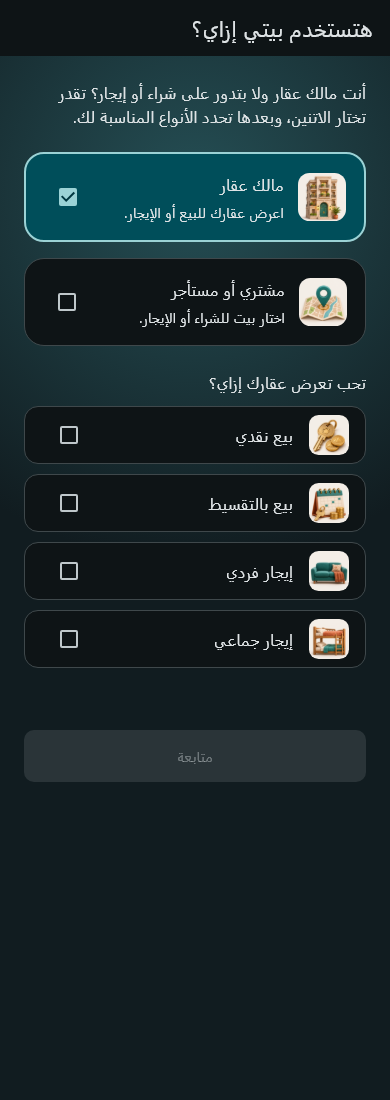 هتستخدم بيتي إزاي؟
أنت مالك عقار ولا بتدور على شراء أو إيجار؟ تقدر
تختار الاتنين، وبعدها تحدد الأنواع المناسبة لك.
مالك عقار
اعرض عقارك للبيع أو الإيجار.
مشتري أو مستأجر
اختار بيت للشراء أو الإيجار.
تحب تعرض عقارك إزاي؟
بيع نقدي
بيع بالتقسيط
إيجار فردي
إيجار جماعي
متابعة